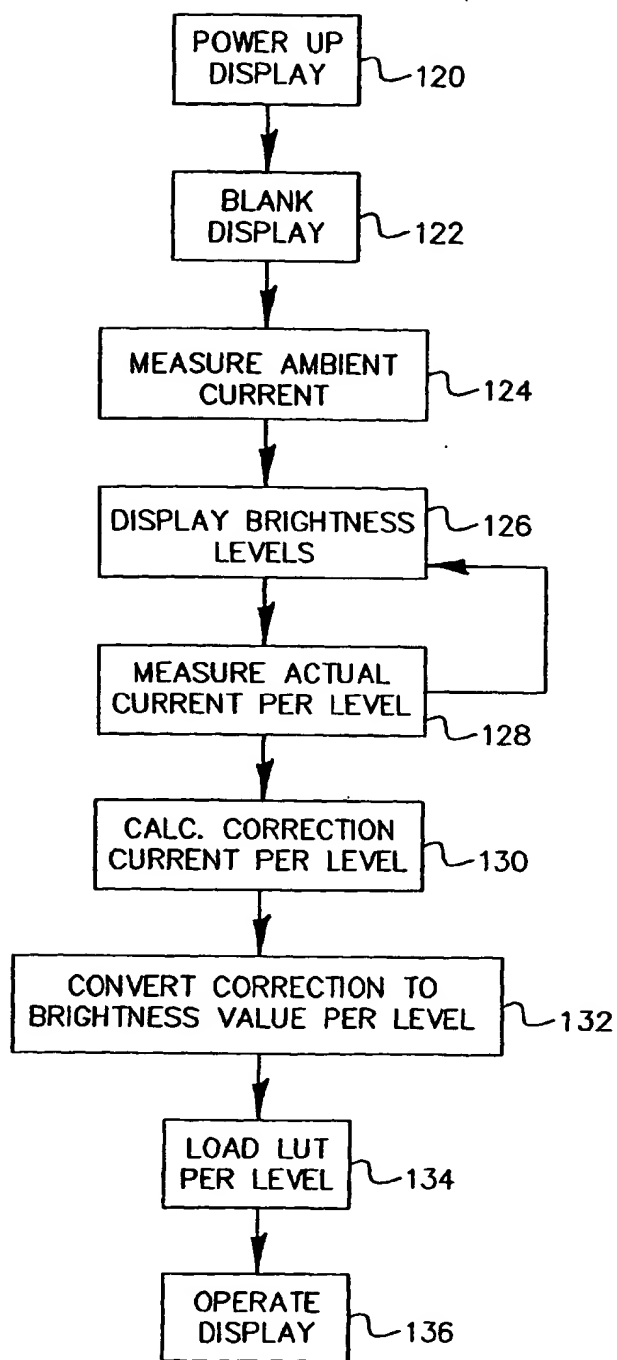 POWER UP
DISPLAY
120
BLANK
DISPLAY
122
MEASURE AMBIENT
CURRENT
124
DISPLAY BRIGHTNESS
LEVELS
126
MEASURE ACTUAL
CURRENT PER LEVEL
128
CALC. CORRECTION
CURRENT PER LEVEL
130
CONVERT CORRECTION TO
BRIGHTNESS VALUE PER LEVEL
132
LOAD LUT
PER LEVEL
134
OPERATE
DISPLAY
136